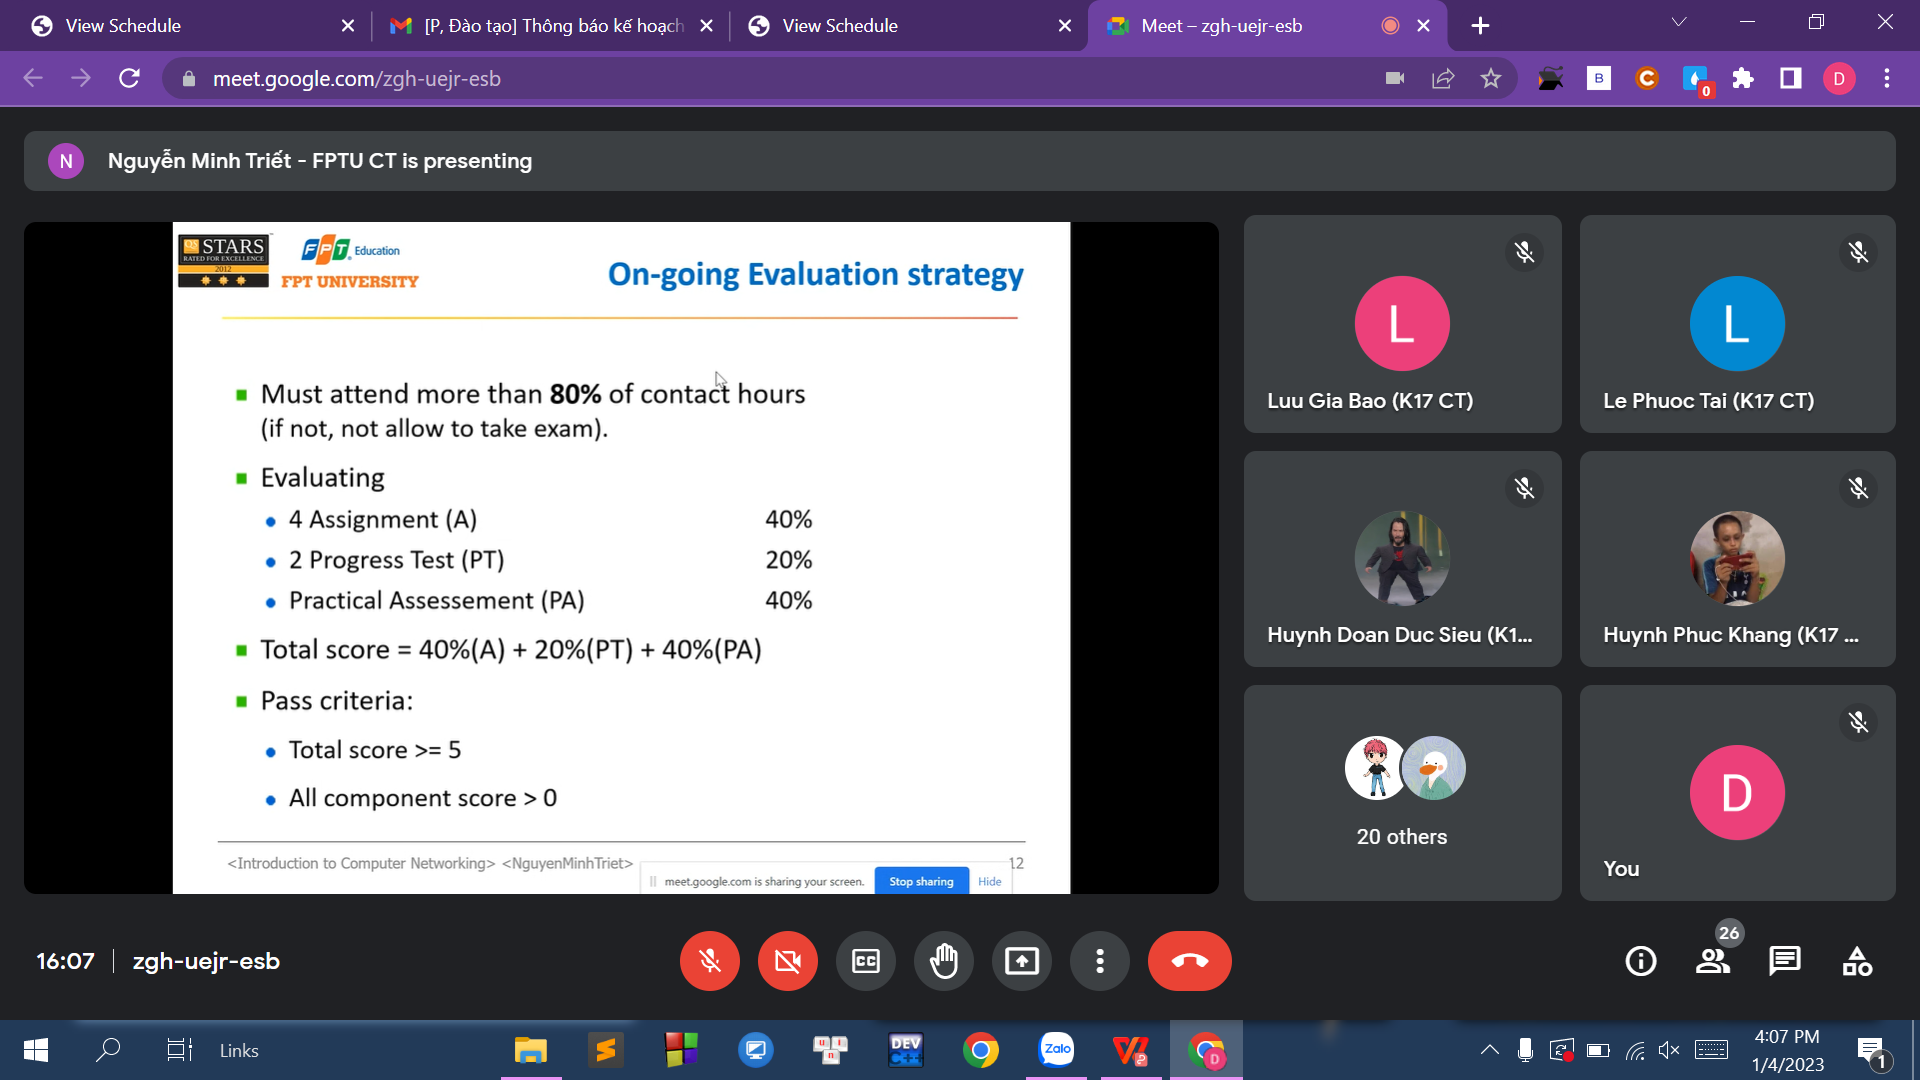 View Schedule
[P, Đào tạo] Thông báo kế hoạch
View Schedule
Meet – zgh-uejr-esb
meet.google.com/zgh-uejr-esb
B
C
0
D
N
Nguyễn Minh Triết - FPTU CT is presenting
QS STARS
RATED FOR EXCELLENCE
2012
FPT Education
FPT UNIVERSITY
On-going Evaluation strategy
Must attend more than 80% of contact hours
(if not, not allow to take exam).
Evaluating
4 Assignment (A) 40%
2 Progress Test (PT) 20%
Practical Assessement (PA) 40%
Total score = 40%(A) + 20%(PT) + 40%(PA)
Pass criteria:
Total score >= 5
All component score > 0
<Introduction to Computer Networking> <NguyenMinhTriet>
12
meet.google.com is sharing your screen.
Stop sharing
Hide
L
Luu Gia Bao (K17 CT)
L
Le Phuoc Tai (K17 CT)
Huynh Doan Duc Sieu (K1...
Huynh Phuc Khang (K17 ...
20 others
D
You
16:07
zgh-uejr-esb
CC
26
Links
S
u i n
DEV C++
Zalo
D
4:07 PM
1/4/2023
1